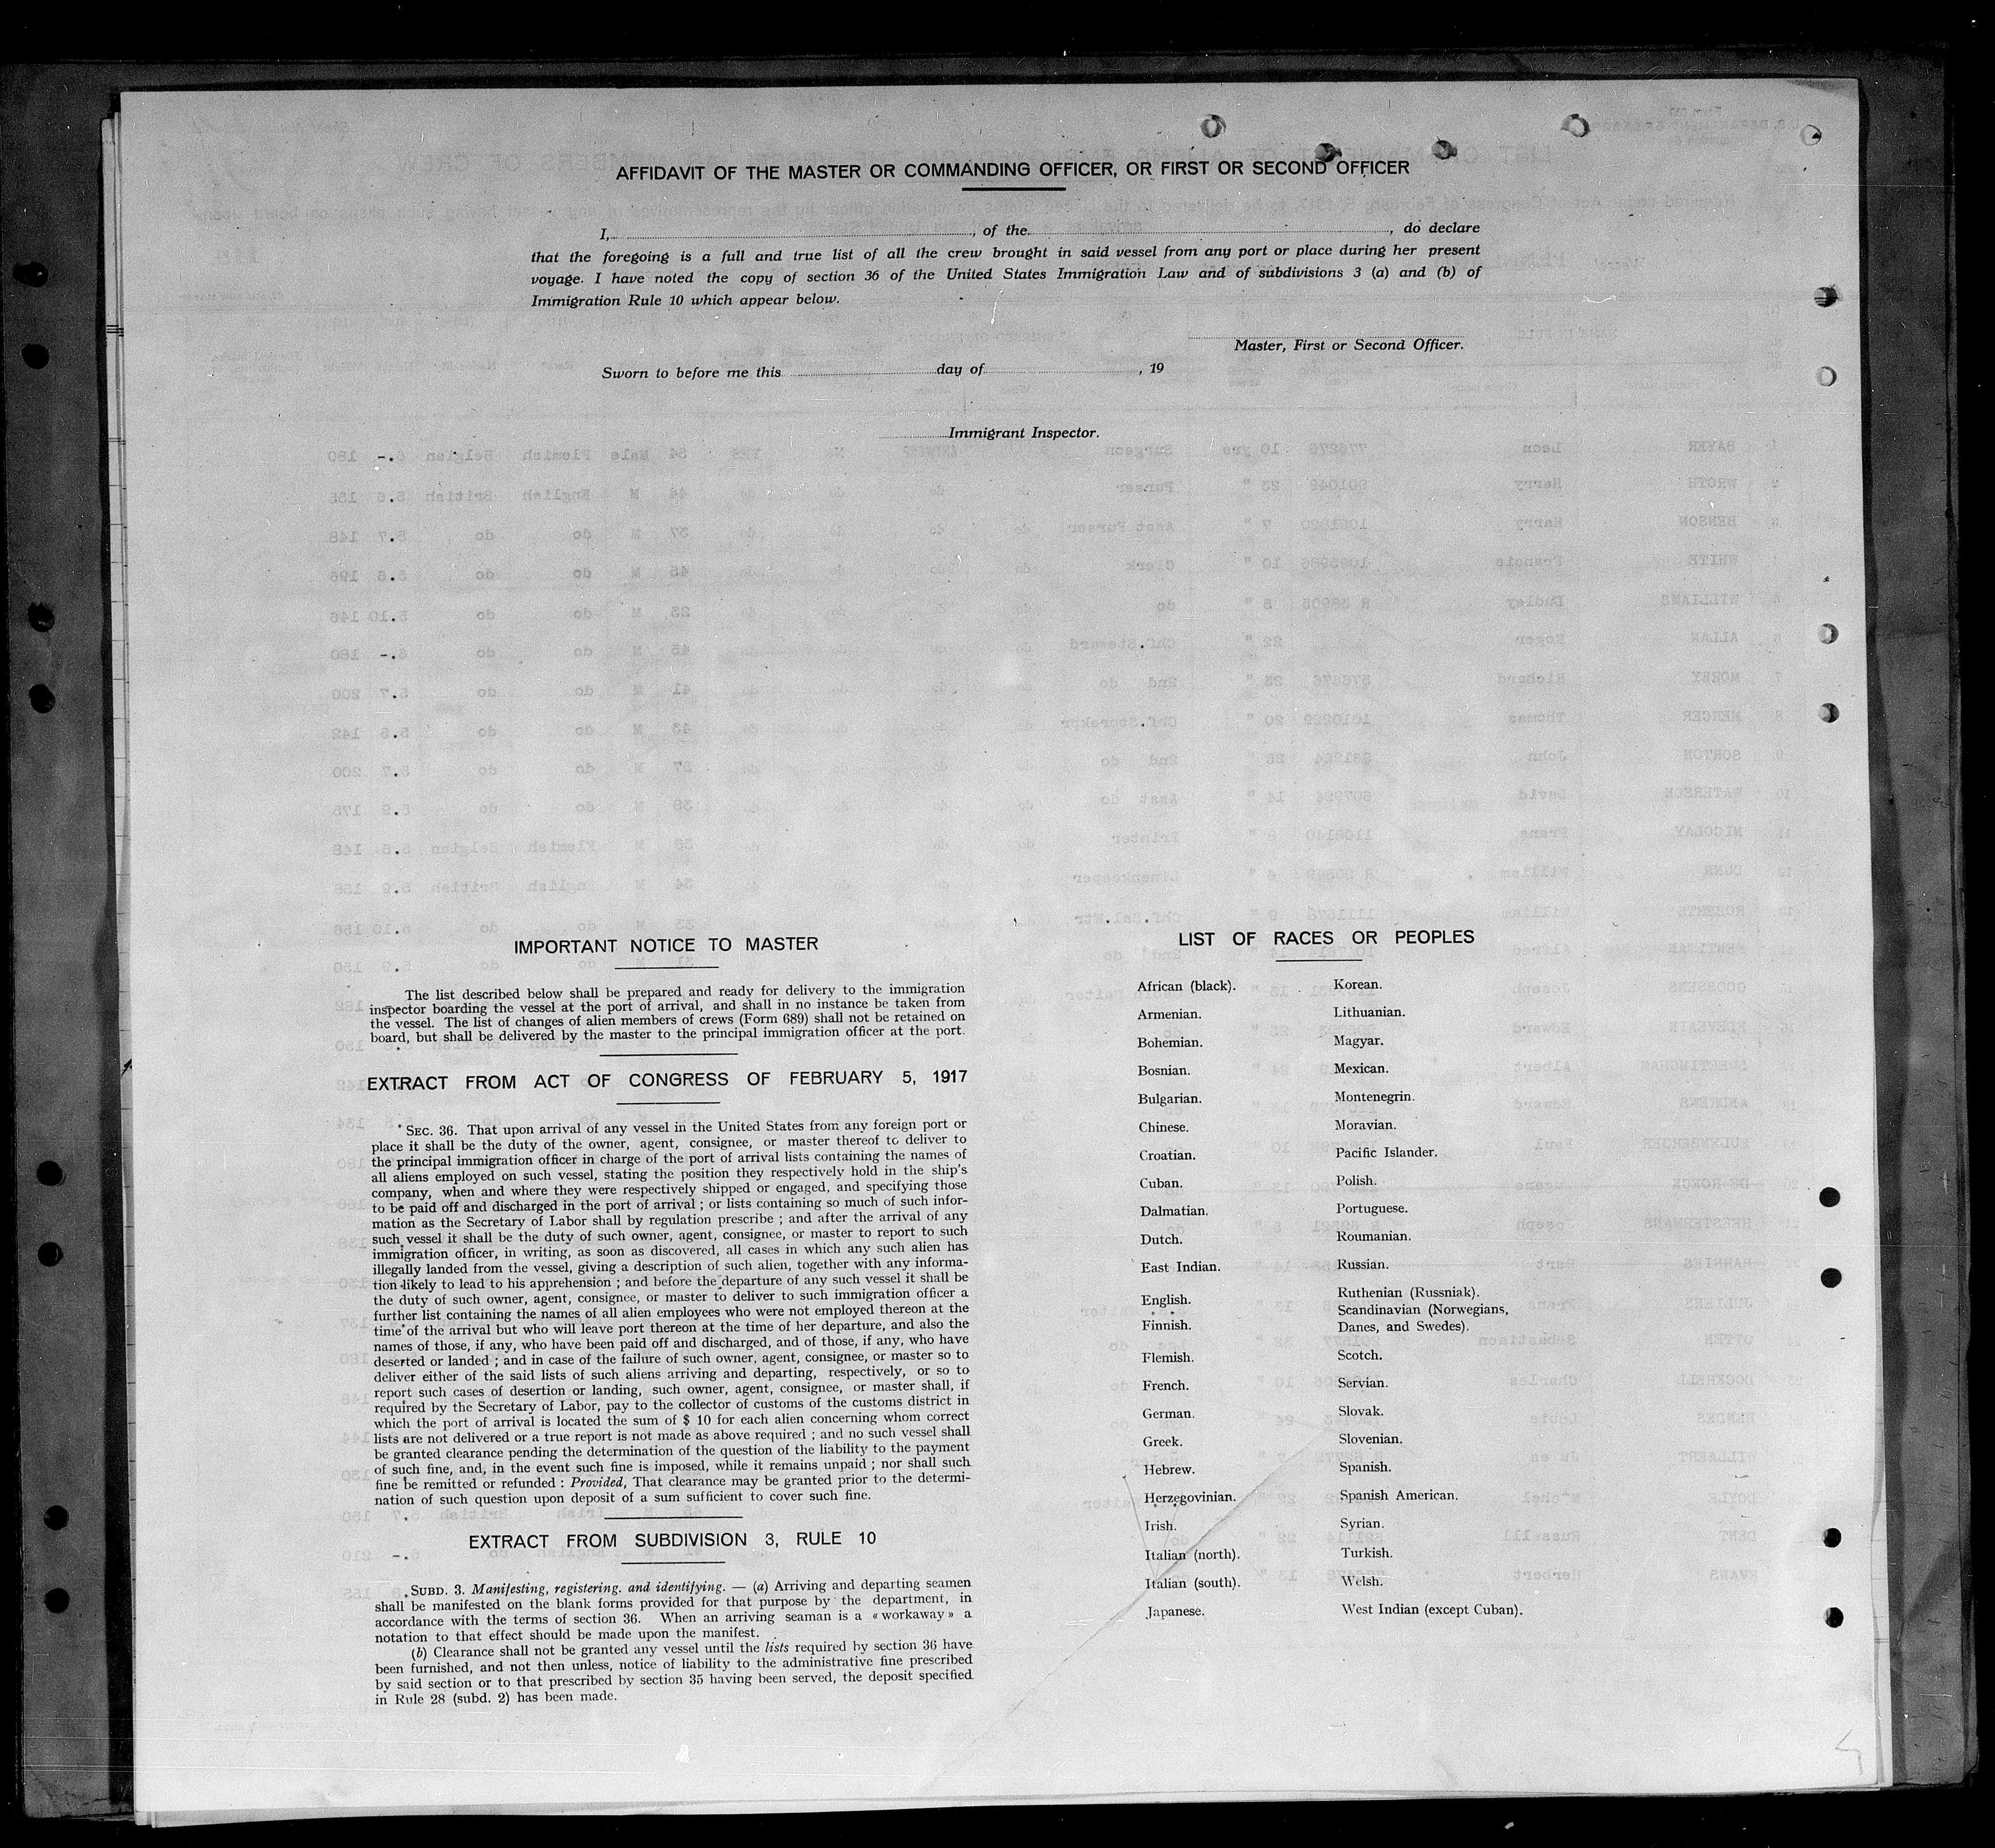 AFFIDAVIT OF THE MASTER OR COMMANDING OFFICER, OR FIRST OR SECOND OFFICER
I, , of the , do declare
that the foregoing is a full and true list of all the crew brought in said vessel from any port or place during her present
voyage. I have noted the copy of section 36 of the United States Immigration Law and of subdivisions 3 (a) and (b) of
Immigration Rule 10 which appear below.
Master, First or Second Officer.
Sworn to before me this day of , 19
Immigrant Inspector.
IMPORTANT NOTICE TO MASTER
The list described below shall be prepared and ready for delivery to the immigration
inspector boarding the vessel at the port of arrival, and shall in no instance be taken from
the vessel. The list of changes of alien members of crews (Form 689) shall not be retained on
board, but shall be delivered by the master to the principal immigration officer at the port.
EXTRACT FROM ACT OF CONGRESS OF FEBRUARY 5, 1917
SEC. 36. That upon arrival of any vessel in the United States from any foreign port or
place it shall be the duty of the owner, agent, consignee, or master thereof to deliver to
the principal immigration officer in charge of the port of arrival lists containing the names of
all aliens employed on such vessel, stating the position they respectively hold in the ship's
company, when and where they were respectively shipped or engaged, and specifying those
to be paid off and discharged in the port of arrival ; or lists containing so much of such infor-
mation as the Secretary of Labor shall by regulation prescribe ; and after the arrival of any
such vessel it shall be the duty of such owner, agent, consignee, or master to report to such
immigration officer, in writing, as soon as discovered, all cases in which any such alien has
illegally landed from the vessel, giving a description of such alien, together with any informa-
tion likely to lead to his apprehension ; and before the departure of any such vessel it shall be
the duty of such owner, agent, consignee, or master to deliver to such immigration officer a
further list containing the names of all alien employees who were not employed thereon at the
time of the arrival but who will leave port thereon at the time of her departure, and also the
names of those, if any, who have been paid off and discharged, and of those, if any, who have
deserted or landed ; and in case of the failure of such owner, agent, consignee, or master so to
deliver either of the said lists of such aliens arriving and departing, respectively, or so to
report such cases of desertion or landing, such owner, agent, consignee, or master shall, if
required by the Secretary of Labor, pay to the collector of customs of the customs district in
which the port of arrival is located the sum of $ 10 for each alien concerning whom correct
lists are not delivered or a true report is not made as above required ; and no such vessel shall
be granted clearance pending the determination of the question of the liability to the payment
of such fine, and, in the event such fine is imposed, while it remains unpaid ; nor shall such
fine be remitted or refunded : Provided, That clearance may be granted prior to the determi-
nation of such question upon deposit of a sum sufficient to cover such fine.
EXTRACT FROM SUBDIVISION 3, RULE 10
SUBD. 3. Manifesting, registering. and identifying. — (a) Arriving and departing seamen
shall be manifested on the blank forms provided for that purpose by the department, in
accordance with the terms of section 36. When an arriving seaman is a « workaway » a
notation to that effect should be made upon the manifest.
(b) Clearance shall not be granted any vessel until the lists required by section 36 have
been furnished, and not then unless, notice of liability to the administrative fine prescribed
by said section or to that prescribed by section 35 having been served, the deposit specified
in Rule 28 (subd. 2) has been made.
LIST OF RACES OR PEOPLES
African (black).
Armenian.
Bohemian.
Bosnian.
Bulgarian.
Chinese.
Croatian.
Cuban.
Dalmatian.
Dutch.
East Indian.
English.
Finnish.
Flemish.
French.
German.
Greek.
Hebrew.
Herzegovinian.
Irish.
Italian (north).
Italian (south).
Japanese.
Korean.
Lithuanian.
Magyar.
Mexican.
Montenegrin.
Moravian.
Pacific Islander.
Polish.
Portuguese.
Roumanian.
Russian.
Ruthenian (Russniak).
Scandinavian (Norwegians,
Danes, and Swedes).
Scotch.
Servian.
Slovak.
Slovenian.
Spanish.
Spanish American.
Syrian.
Turkish.
Welsh.
West Indian (except Cuban).